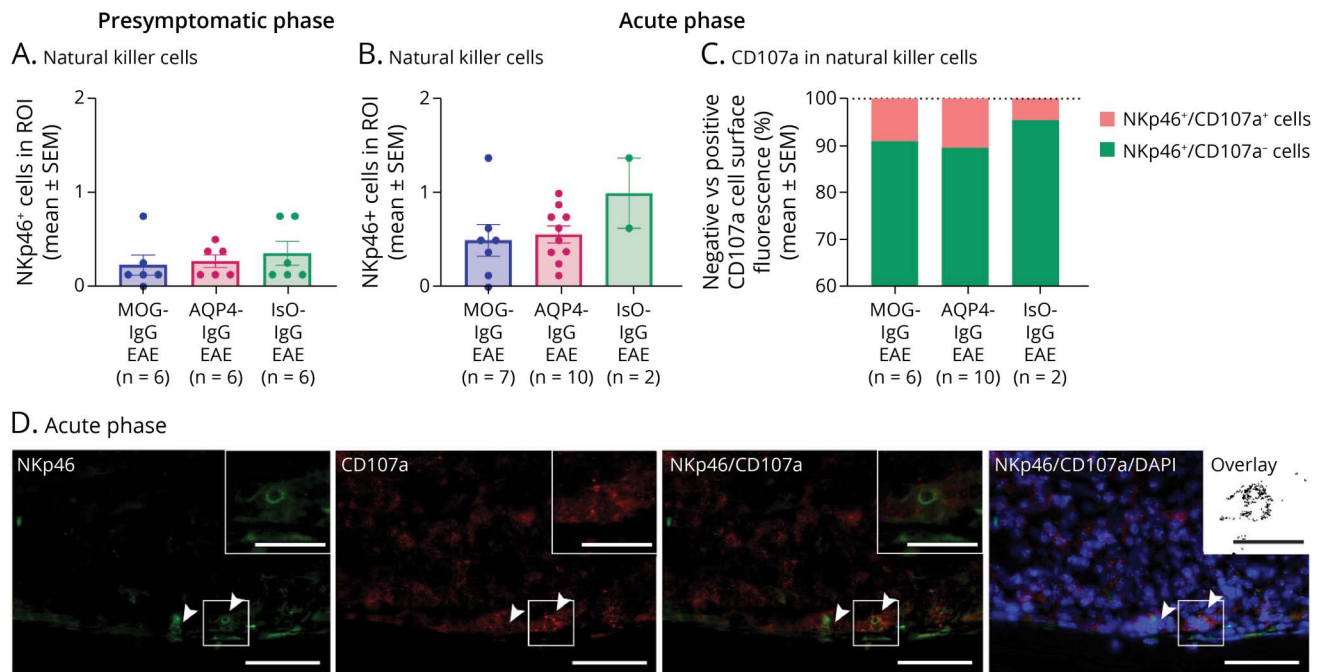 Presymptomatic phase
Acute phase
A. Natural killer cells
B. Natural killer cells
C. CD107a in natural killer cells
NKp46⁺ cells in ROI
(mean ± SEM)
2
1
0
MOG-
IgG
EAE
(n = 6)
AQP4-
IgG
EAE
(n = 6)
IsO-
IgG
EAE
(n = 6)
NKp46+ cells in ROI
(mean ± SEM)
2
1
0
MOG-
IgG
EAE
(n = 7)
AQP4-
IgG
EAE
(n = 10)
IsO-
IgG
EAE
(n = 2)
Negative vs positive
CD107a cell surface
fluorescence (%)
(mean ± SEM)
100
90
80
70
60
MOG-
IgG
EAE
(n = 6)
AQP4-
IgG
EAE
(n = 10)
IsO-
IgG
EAE
(n = 2)
NKp46⁺/CD107a⁺ cells
NKp46⁺/CD107a⁻ cells
D. Acute phase
NKp46
CD107a
NKp46/CD107a
NKp46/CD107a/DAPI
Overlay